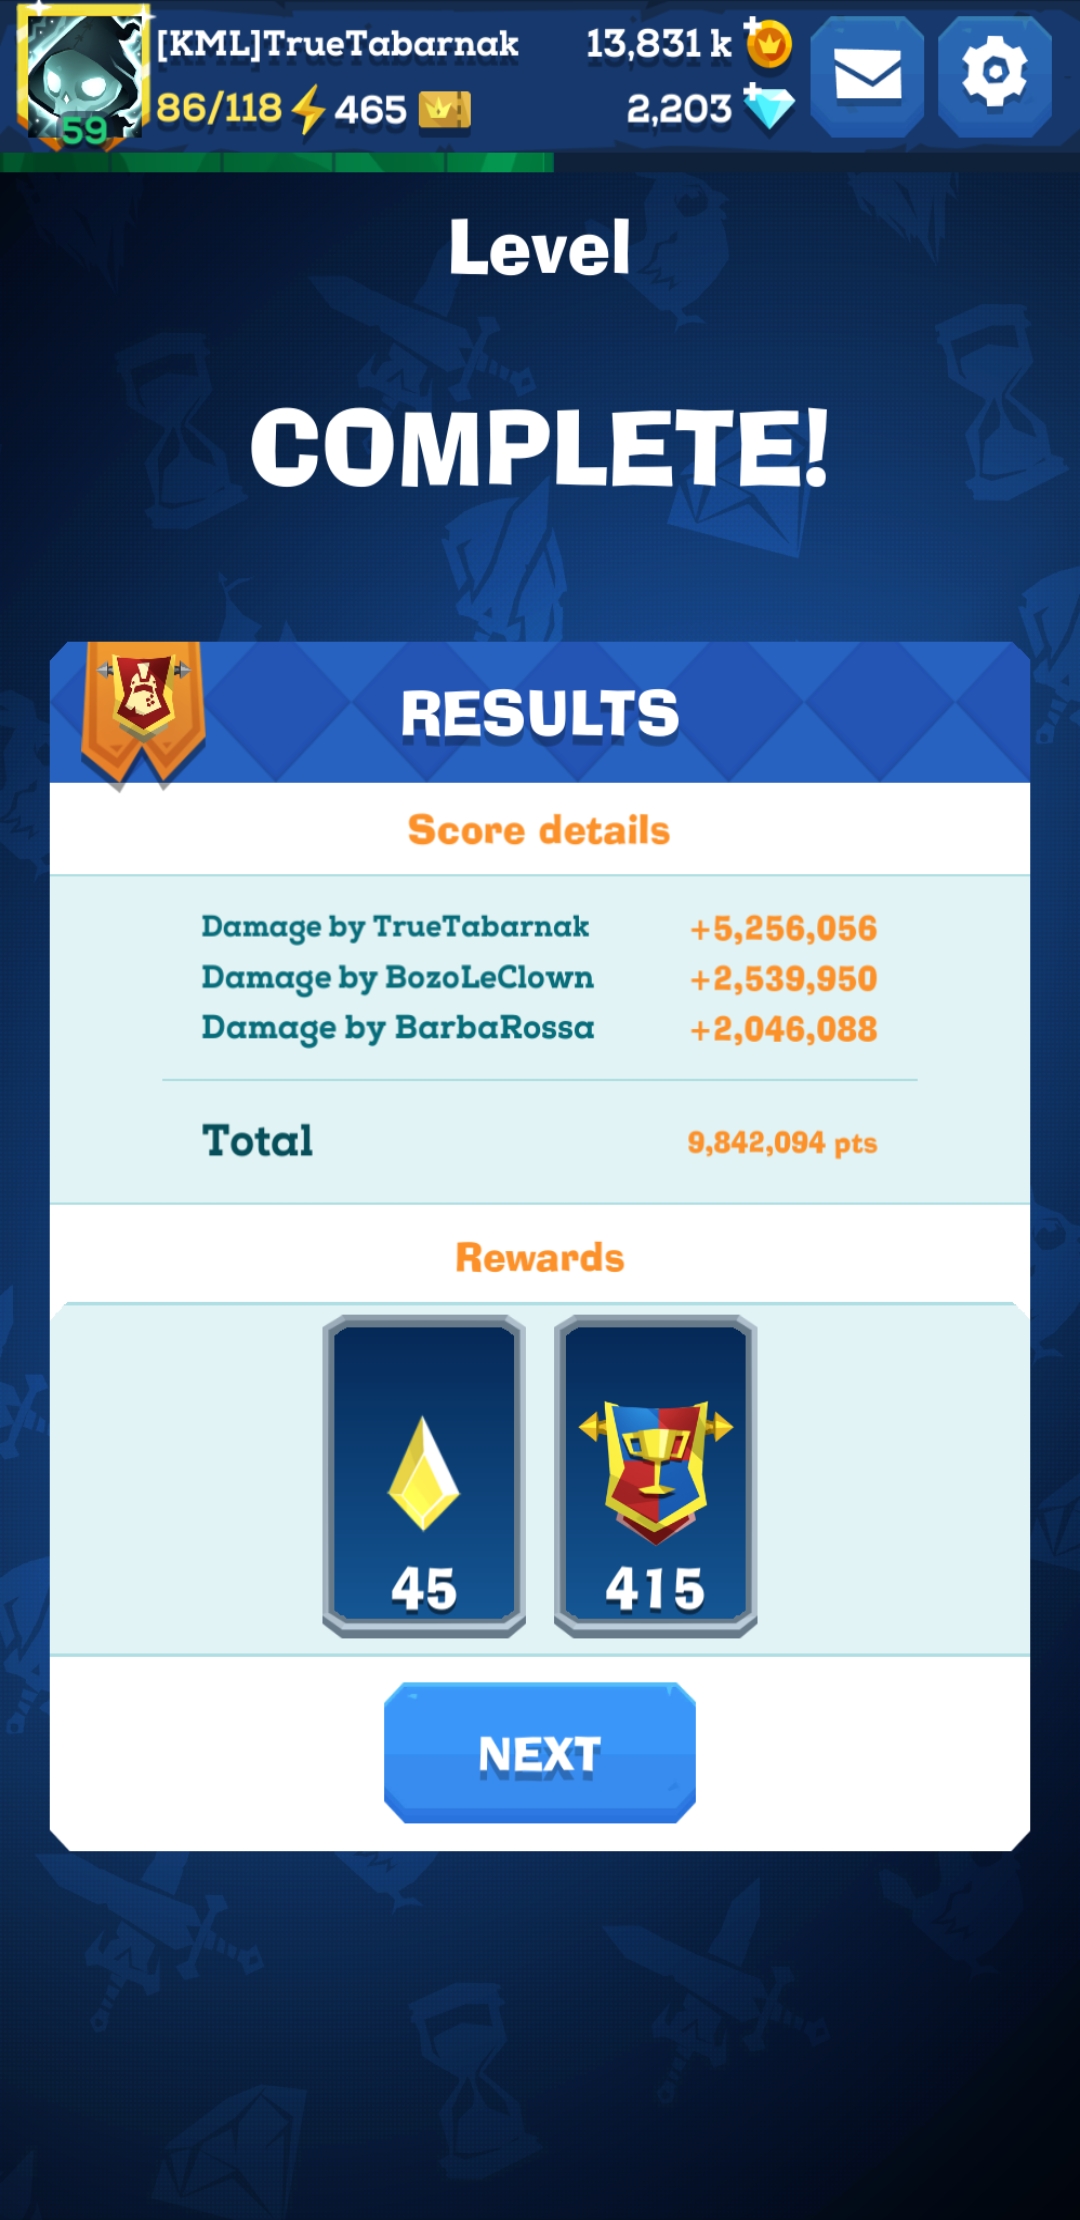 [KML]TrueTabarnak 13,831 k
59 86/118 465 2,203
Level
COMPLETE!
RESULTS
Score details
Damage by TrueTabarnak +5,256,056
Damage by BozoLeClown +2,539,950
Damage by BarbaRossa +2,046,088
Total 9,842,094 pts
Rewards
45 415
NEXT